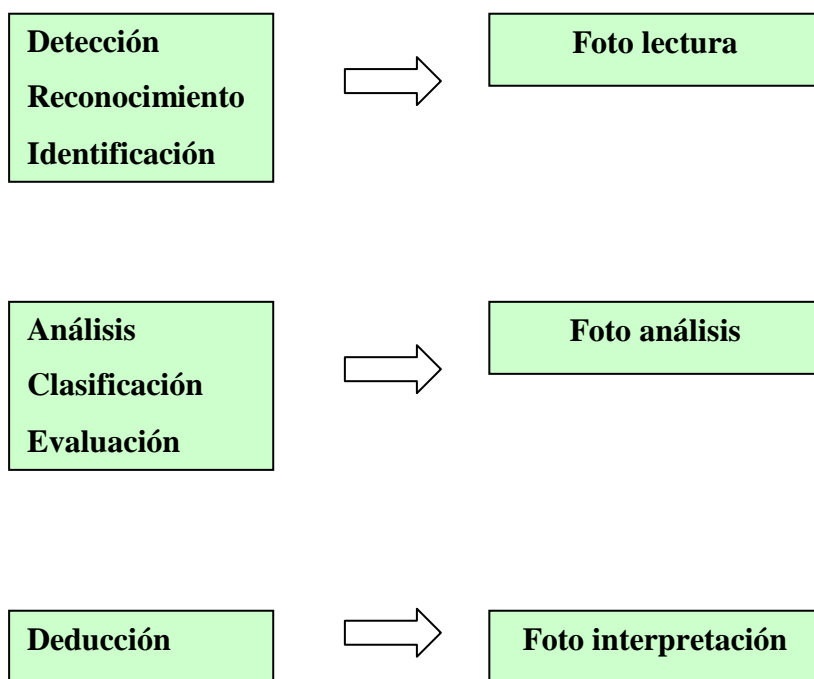 Detección
Reconocimiento
Identificación
Foto lectura
Análisis
Clasificación
Evaluación
Foto análisis
Deducción
Foto interpretación